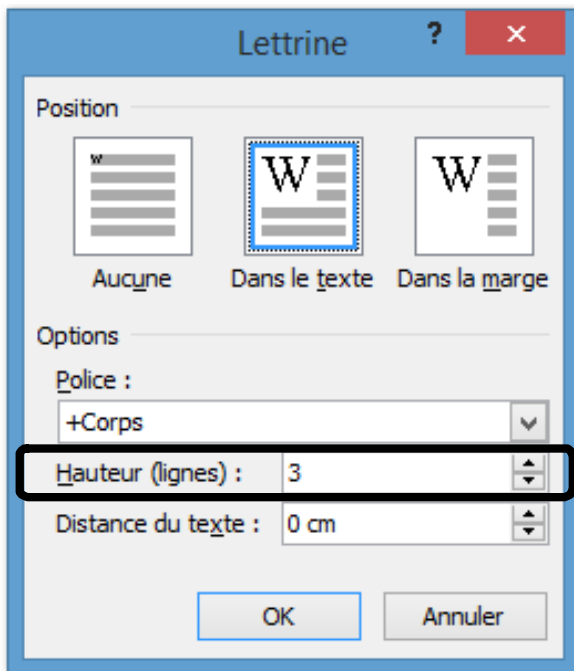 Lettrine ? ×
Position
W W W
Aucune Dans le texte Dans la marge
Options
Police :
+Corps
Hauteur (lignes) : 3
Distance du texte : 0 cm
OK Annuler